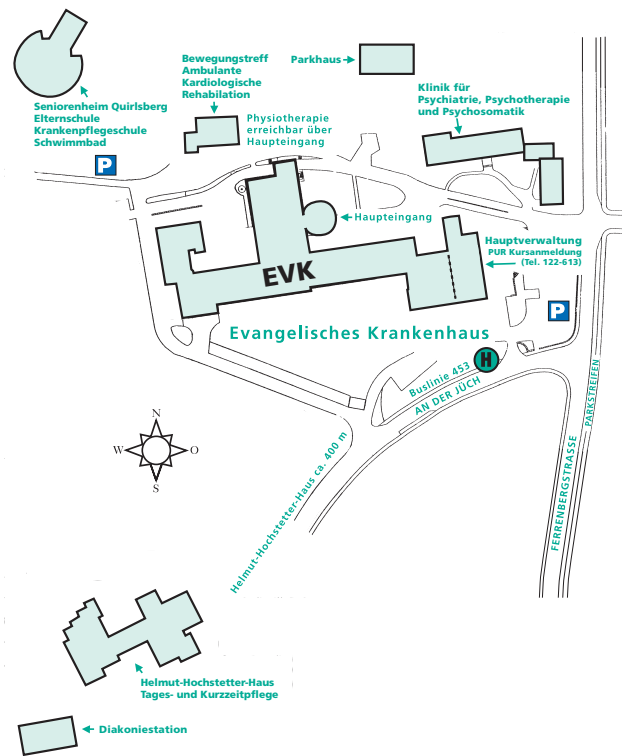 Bewegungstreff
Ambulante
Kardiologische
Rehabilation
Parkhaus
Klinik für
Psychiatrie, Psychotherapie
und Psychosomatik
Seniorenheim Quirlsberg
Elternschule
Krankenpflegeschule
Schwimmbad
Physiotherapie
erreichbar über
Haupteingang
P
Haupteingang
Hauptverwaltung
PUR Kursanmeldung
(Tel. 122-613)
EVK
P
Evangelisches Krankenhaus
H
Buslinie 453
AN DER JÜCH
PARKSTREIFEN
FERRENBERGSTRASSE
N
W
O
S
Helmut-Hochstetter-Haus ca. 400 m
Helmut-Hochstetter-Haus
Tages- und Kurzzeitpflege
Diakoniestation